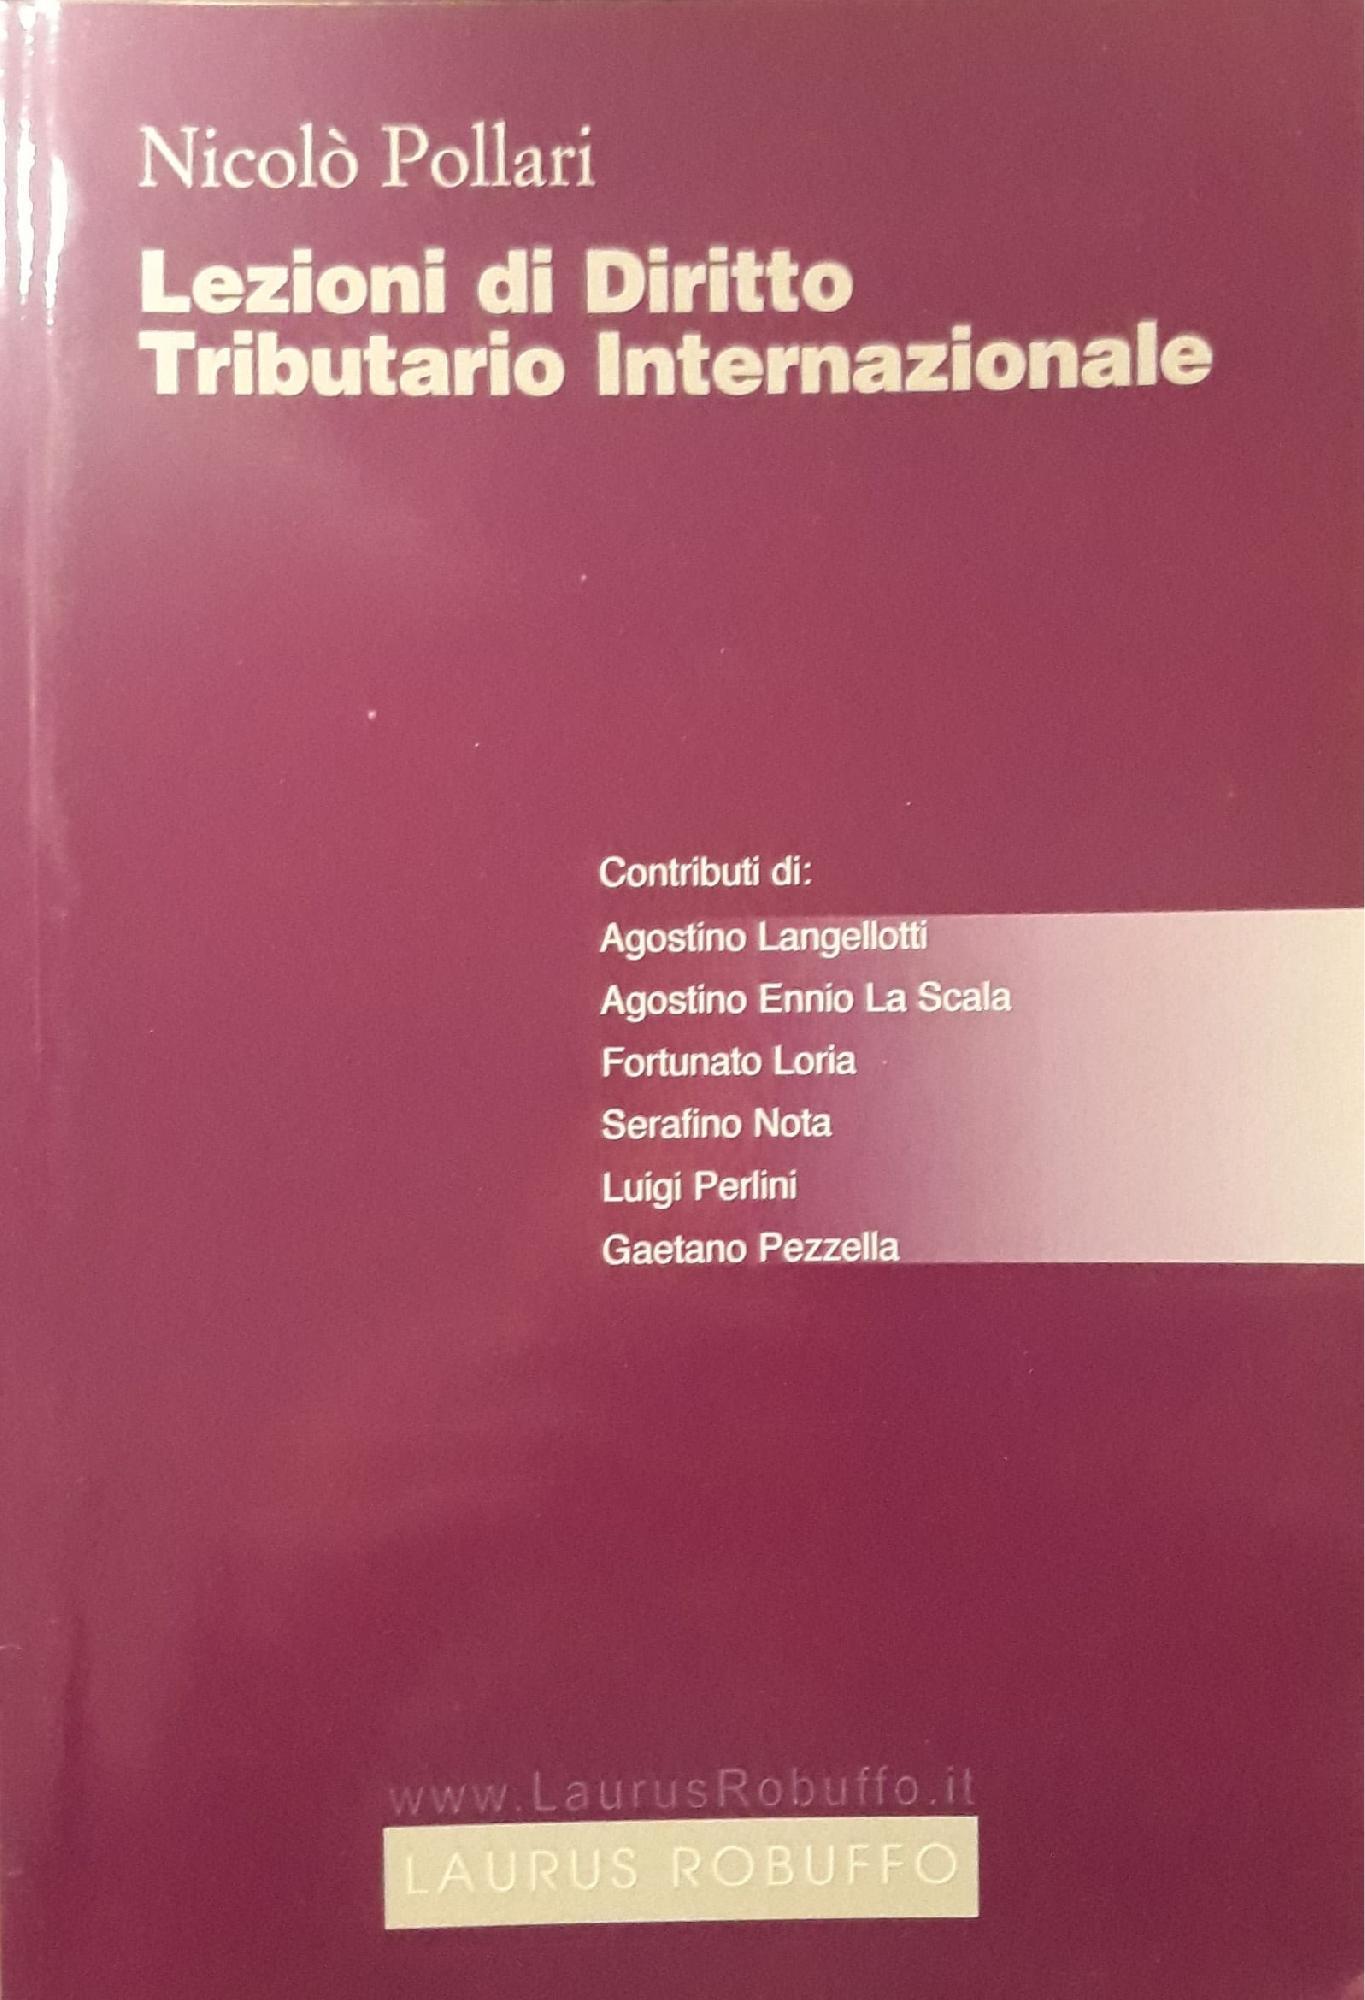 Nicolò Pollari
Lezioni di Diritto
Tributario Internazionale
Contributi di:
Agostino Langellotti
Agostino Ennio La Scala
Fortunato Loria
Serafino Nota
Luigi Perlini
Gaetano Pezzella
www.LaurusRobuffo.it
LAURUS ROBUFFO